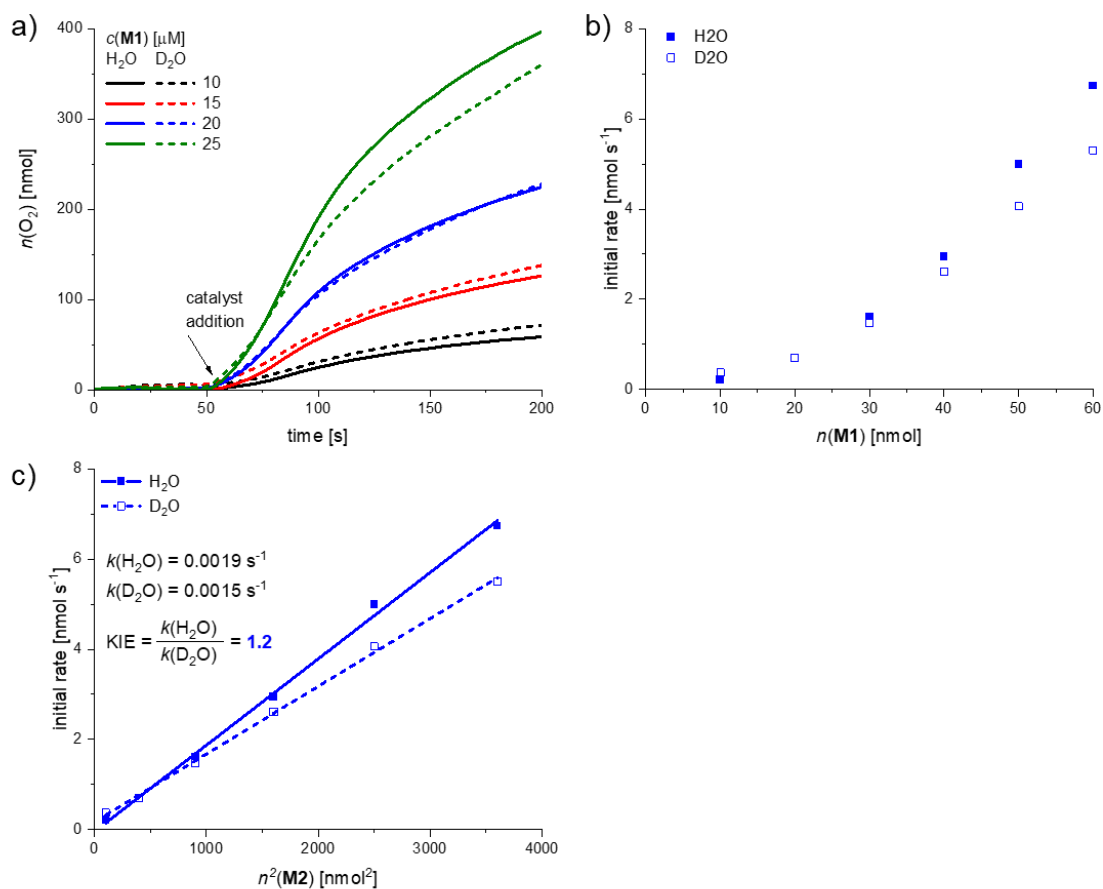 a)
c(M1) [μM]
H₂O D₂O
10
15
20
25
catalyst
addition
n(O₂) [nmol]
400
300
200
100
0
0 50 100 150 200
time [s]
b)
H2O
D2O
initial rate [nmol s⁻¹]
8
6
4
2
0
0 10 20 30 40 50 60
n(M1) [nmol]
c)
H₂O
D₂O
k(H₂O) = 0.0019 s⁻¹
k(D₂O) = 0.0015 s⁻¹
KIE = k(H₂O) / k(D₂O) = 1.2
initial rate [nmol s⁻¹]
8
6
4
2
0
0 1000 2000 3000 4000
n²(M2) [nmol²]